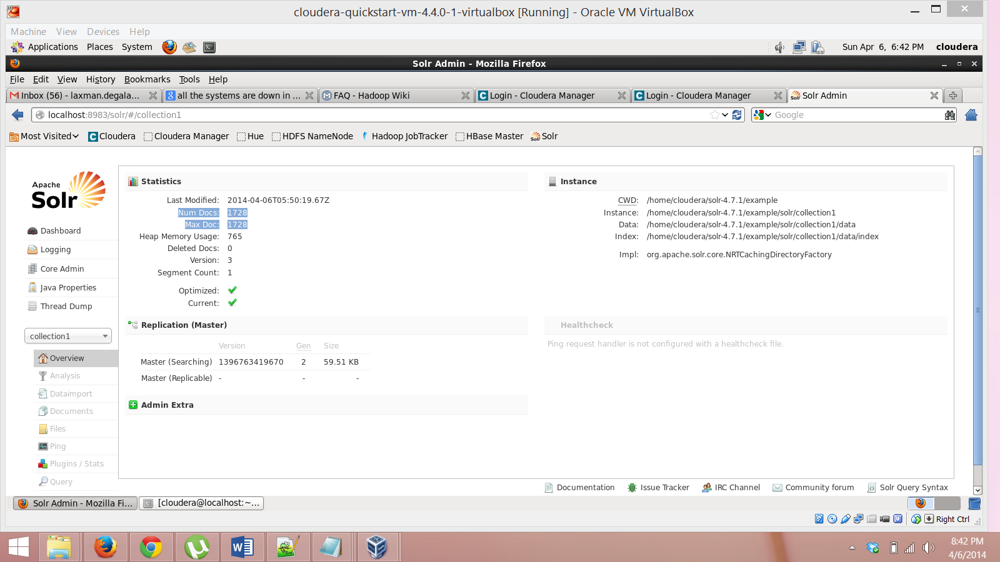 cloudera-quickstart-vm-4.4.0-1-virtualbox [Running] - Oracle VM VirtualBox
Machine View Devices Help
Applications Places System Sun Apr 6, 6:42 PM cloudera
Solr Admin - Mozilla Firefox
File Edit View History Bookmarks Tools Help
Inbox (56) - laxman.degala... all the systems are down in ... FAQ - Hadoop Wiki Login - Cloudera Manager Login - Cloudera Manager Solr Admin
localhost:8983/solr/#/collection1 Google
Most Visited Cloudera Cloudera Manager Hue HDFS NameNode Hadoop JobTracker HBase Master Solr
Apache
Solr
Dashboard
Logging
Core Admin
Java Properties
Thread Dump
collection1
Overview
Analysis
Dataimport
Documents
Files
Ping
Plugins / Stats
Query
Statistics
Last Modified: 2014-04-06T05:50:19.67Z
Num Docs: 1728
Max Doc: 1728
Heap Memory Usage: 765
Deleted Docs: 0
Version: 3
Segment Count: 1
Optimized:
Current:
Instance
CWD: /home/cloudera/solr-4.7.1/example
Instance: /home/cloudera/solr-4.7.1/example/solr/collection1
Data: /home/cloudera/solr-4.7.1/example/solr/collection1/data
Index: /home/cloudera/solr-4.7.1/example/solr/collection1/data/index
Impl: org.apache.solr.core.NRTCachingDirectoryFactory
Replication (Master)
Version Gen Size
Master (Searching) 1396763419670 2 59.51 KB
Master (Replicable) - - -
Healthcheck
Ping request handler is not configured with a healthcheck file.
Admin Extra
Documentation Issue Tracker IRC Channel Community forum Solr Query Syntax
Solr Admin - Mozilla Fi... [cloudera@localhost:~...
Right Ctrl
8:42 PM
4/6/2014